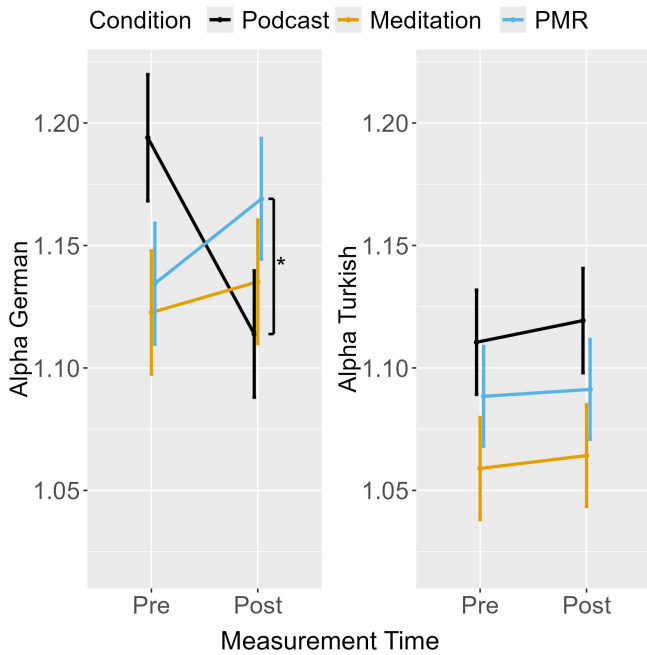 Condition Podcast Meditation PMR
Alpha German
1.20
1.15
1.10
1.05
*
Pre Post
Alpha Turkish
1.20
1.15
1.10
1.05
Pre Post
Measurement Time